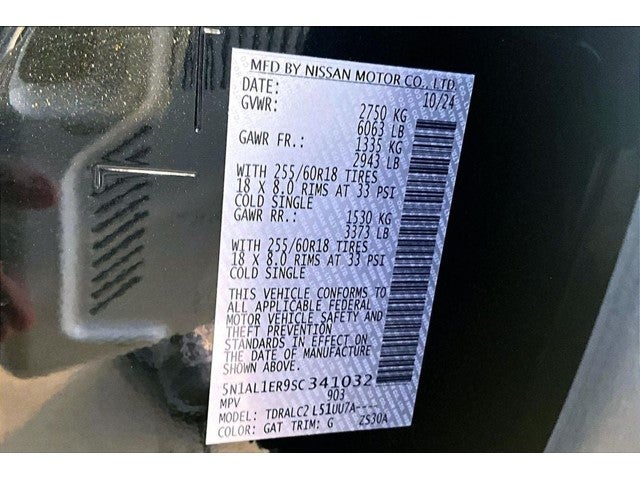 MFD BY NISSAN MOTOR CO., LTD.
DATE: 10/24
GVWR: 2750 KG
6063 LB
GAWR FR.: 1335 KG
2943 LB
WITH 255/60R18 TIRES
18 X 8.0 RIMS AT 33 PSI
COLD SINGLE
GAWR RR.: 1530 KG
3373 LB
WITH 255/60R18 TIRES
18 X 8.0 RIMS AT 33 PSI
COLD SINGLE
THIS VEHICLE CONFORMS TO
ALL APPLICABLE FEDERAL
MOTOR VEHICLE SAFETY AND
THEFT PREVENTION
STANDARDS IN EFFECT ON
THE DATE OF MANUFACTURE
SHOWN ABOVE.
5N1AL1ER9SC341032
MPV 903
MODEL: TDRALC2 L51UU7A----
COLOR: GAT TRIM: G ZS30A